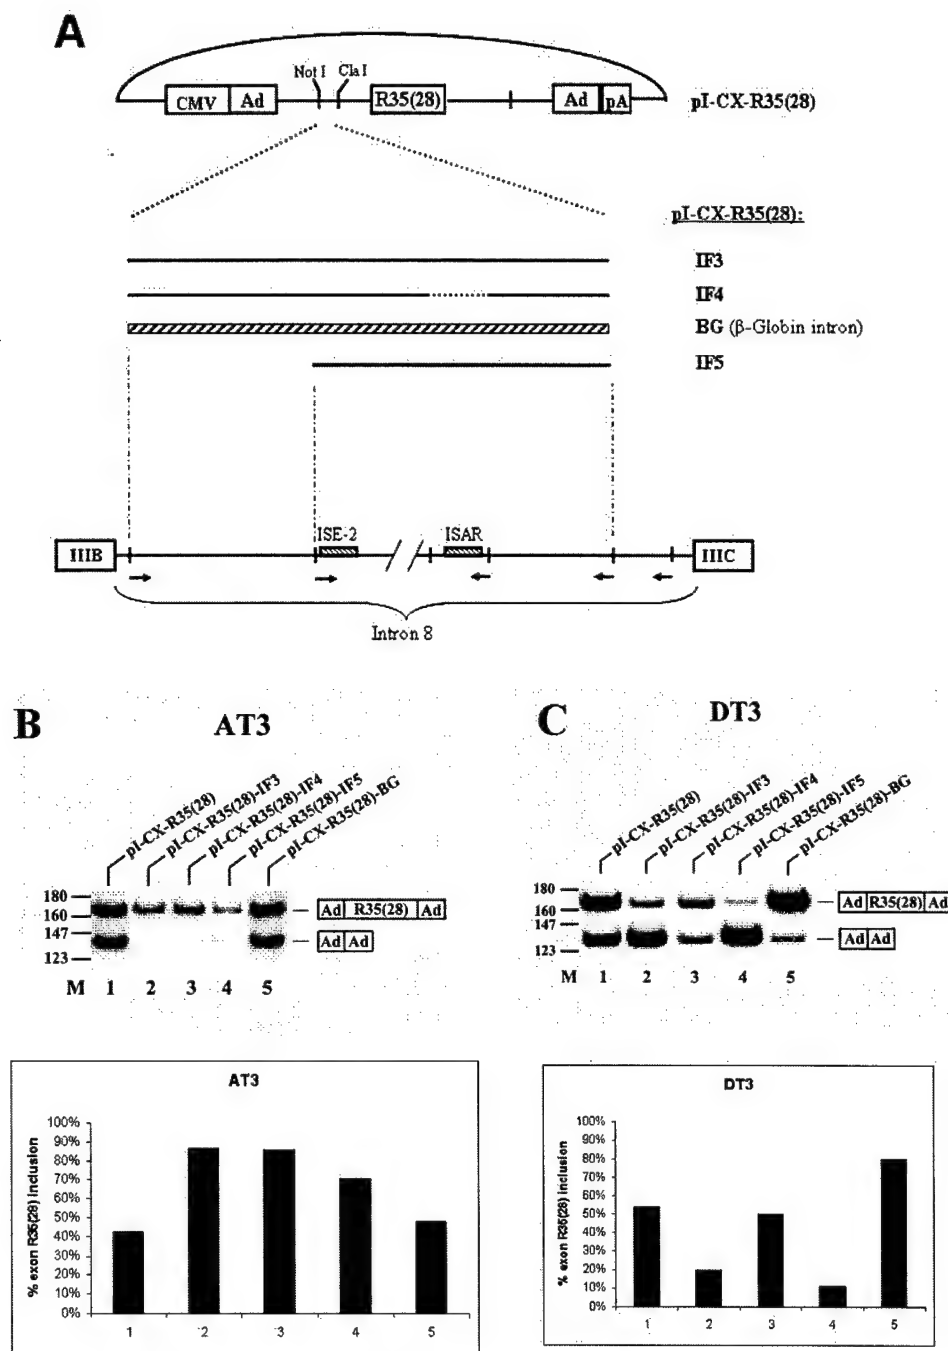 A
Not I
Cla I
CMV
Ad
R35(28)
Ad
pA
pI-CX-R35(28)
pI-CX-R35(28):
IF3
IF4
BG (β-Globin intron)
IF5
ISE-2
ISAR
IIIB
IIIC
Intron 8
B
AT3
pI-CX-R35(28)
pI-CX-R35(28)-IF3
pI-CX-R35(28)-IF4
pI-CX-R35(28)-IF5
pI-CX-R35(28)-BG
180
160
147
123
Ad R35(28) Ad
Ad Ad
M 1 2 3 4 5
C
DT3
pI-CX-R35(28)
pI-CX-R35(28)-IF3
pI-CX-R35(28)-IF4
pI-CX-R35(28)-IF5
pI-CX-R35(28)-BG
180
160
147
123
Ad R35(28) Ad
Ad Ad
M 1 2 3 4 5
AT3
% exon R35(28) inclusion
100%
90%
80%
70%
60%
50%
40%
30%
20%
10%
0%
1 2 3 4 5
DT3
% exon R35(28) inclusion
100%
90%
80%
70%
60%
50%
40%
30%
20%
10%
0%
1 2 3 4 5